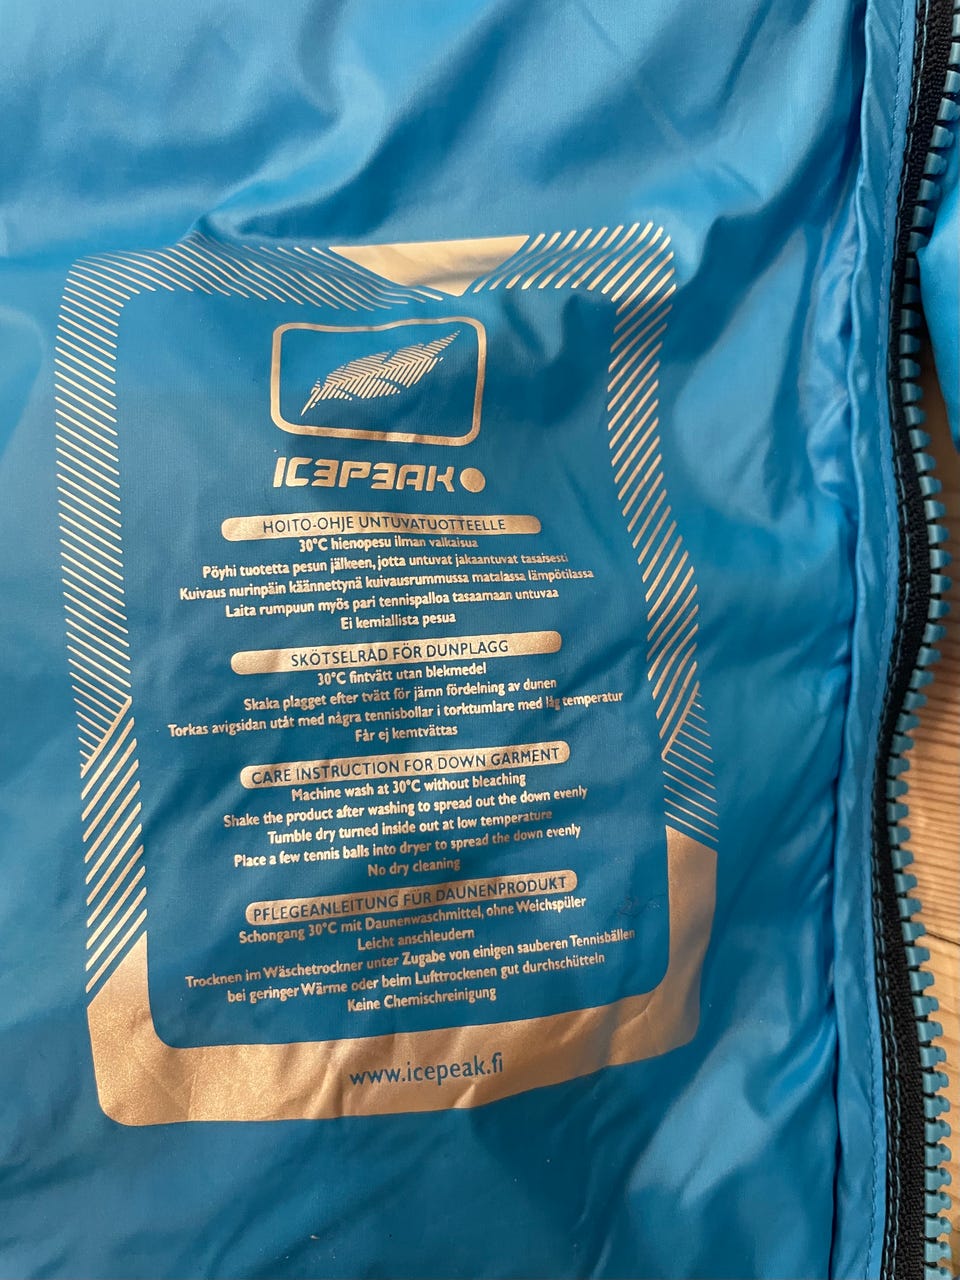 ICEPEAK
HOITO-OHJE UNTUVATUOTTEELLE
30°C hienopesu ilman valkaisua
Pöyhi tuotetta pesun jälkeen, jotta untuvat jakaantuvat tasaisesti
Kuivaus nurinpäin käännettynä kuivausrummussa matalassa lämpötilassa
Laita rumpuun myös pari tennispalloa tasaamaan untuvaa
Ei kemiallista pesua
SKÖTSELRAD FÖR DUNPLAGG
30°C fintvätt utan blekmedel
Skaka plagget efter tvätt för jämn fördelning av dunen
Torkas avigsidan utåt med några tennisbollar i torktumlare med låg temperatur
Får ej kemtvättas
CARE INSTRUCTION FOR DOWN GARMENT
Machine wash at 30°C without bleaching
Shake the product after washing to spread out the down evenly
Tumble dry turned inside out at low temperature
Place a few tennis balls into dryer to spread the down evenly
No dry cleaning
PFLEGEANLEITUNG FÜR DAUNENPRODUKT
Schongang 30°C mit Daunenwaschmittel, ohne Weichspüler
Leicht anschleudern
Trocknen im Wäschetrockner unter Zugabe von einigen sauberen Tennisbällen
bei geringer Wärme oder beim Lufttrockenen gut durchschütteln
Keine Chemischreinigung
www.icepeak.fi